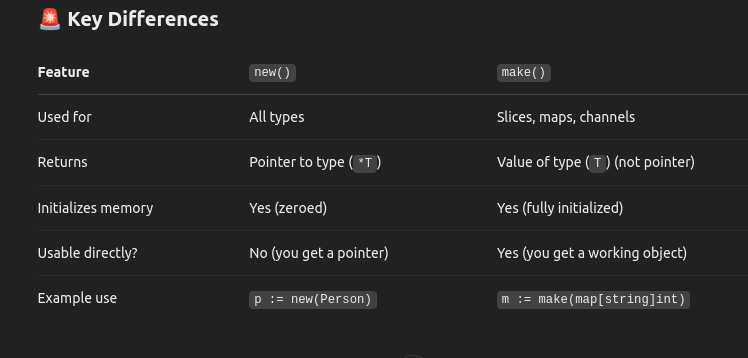 🚨 Key Differences
Feature new() make()
Used for All types Slices, maps, channels
Returns Pointer to type (*T) Value of type (T) (not pointer)
Initializes memory Yes (zeroed) Yes (fully initialized)
Usable directly? No (you get a pointer) Yes (you get a working object)
Example use p := new(Person) m := make(map[string]int)